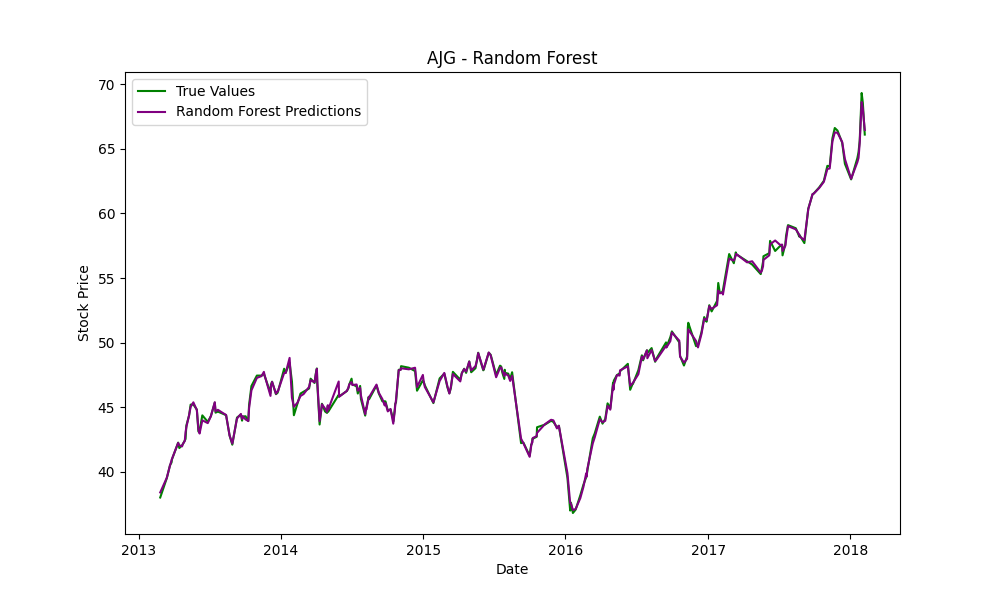 AJG - Random Forest
True Values
Random Forest Predictions
Stock Price
70
65
60
55
50
45
40
2013
2014
2015
2016
2017
2018
Date